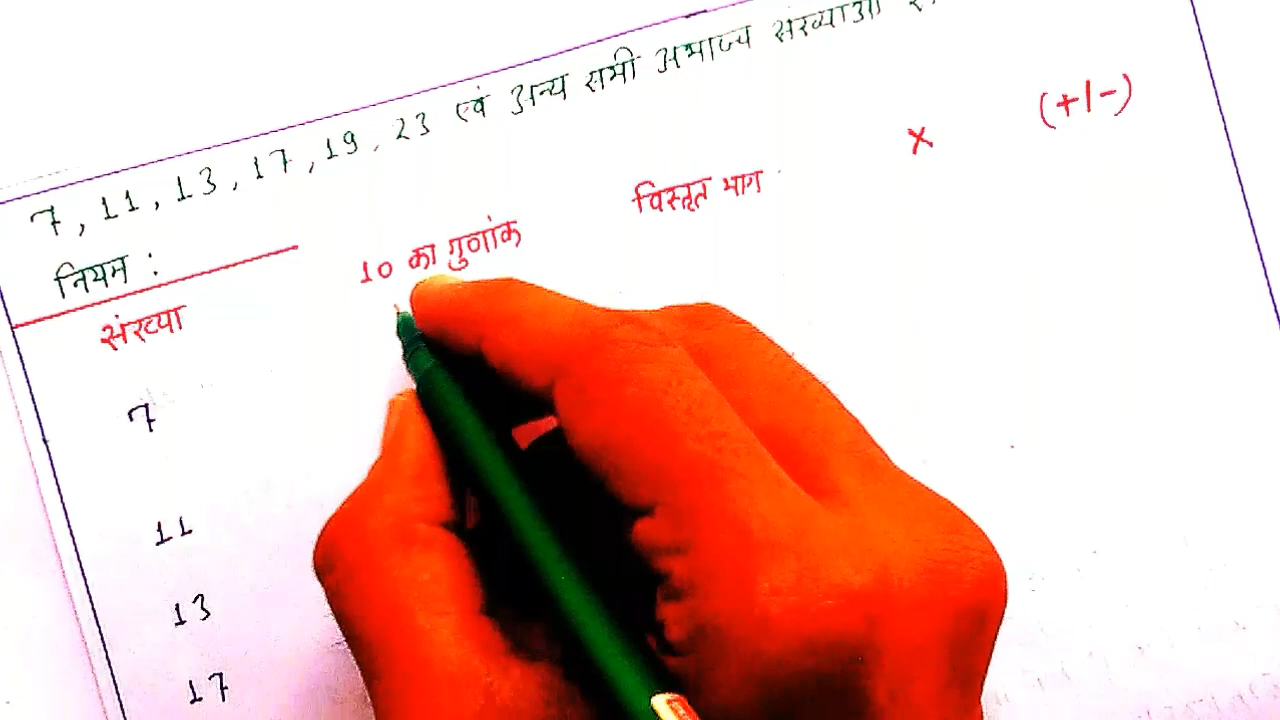 7, 11, 13, 17, 19, 23 एवं अन्य सभी अभाज्य संख्याओं
नियम :
संख्या 10 का गुणांक विस्तृत भाग × (+/-)
7
11
13
17